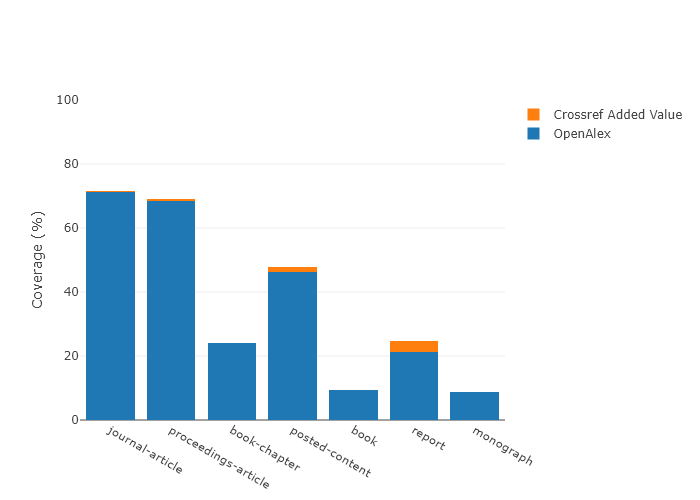 Crossref Added Value
OpenAlex
Coverage (%)
100
80
60
40
20
0
journal-article
proceedings-article
book-chapter
posted-content
book
report
monograph